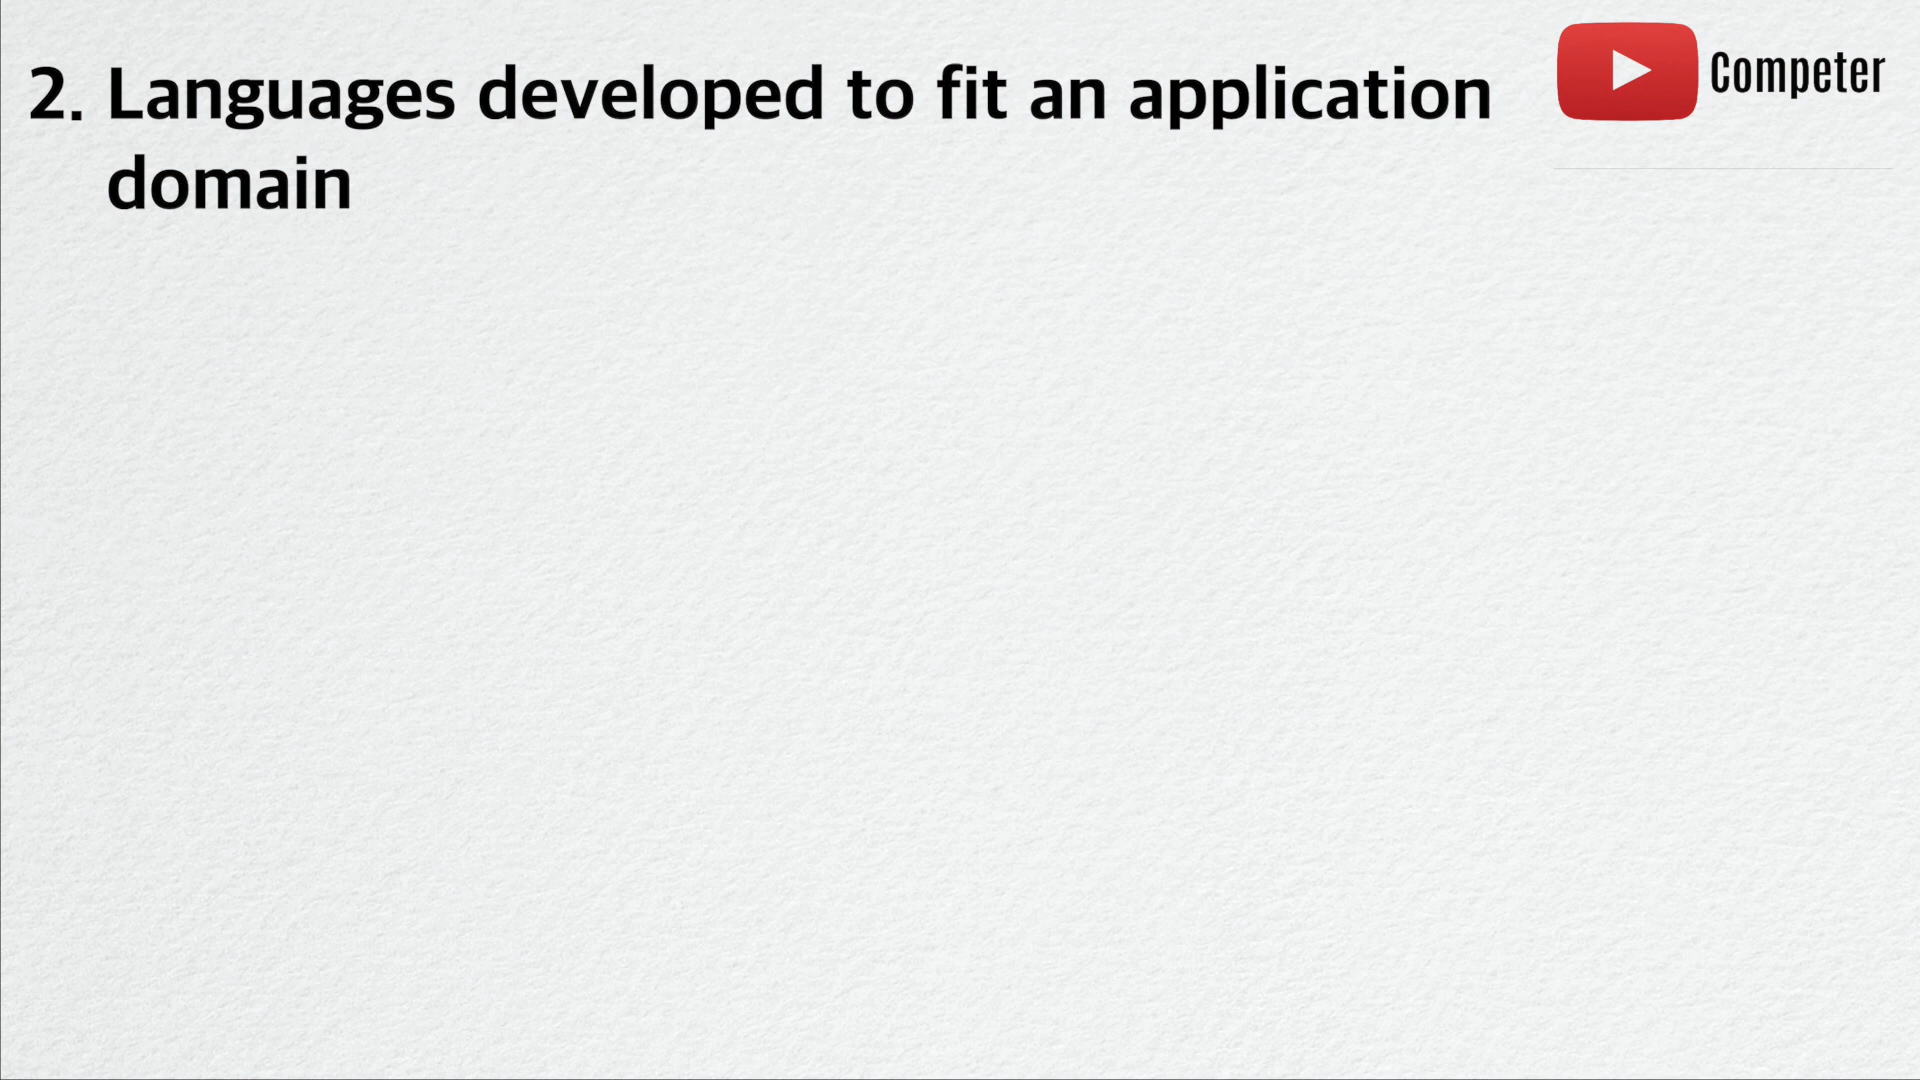 2. Languages developed to fit an application
domain
Competer